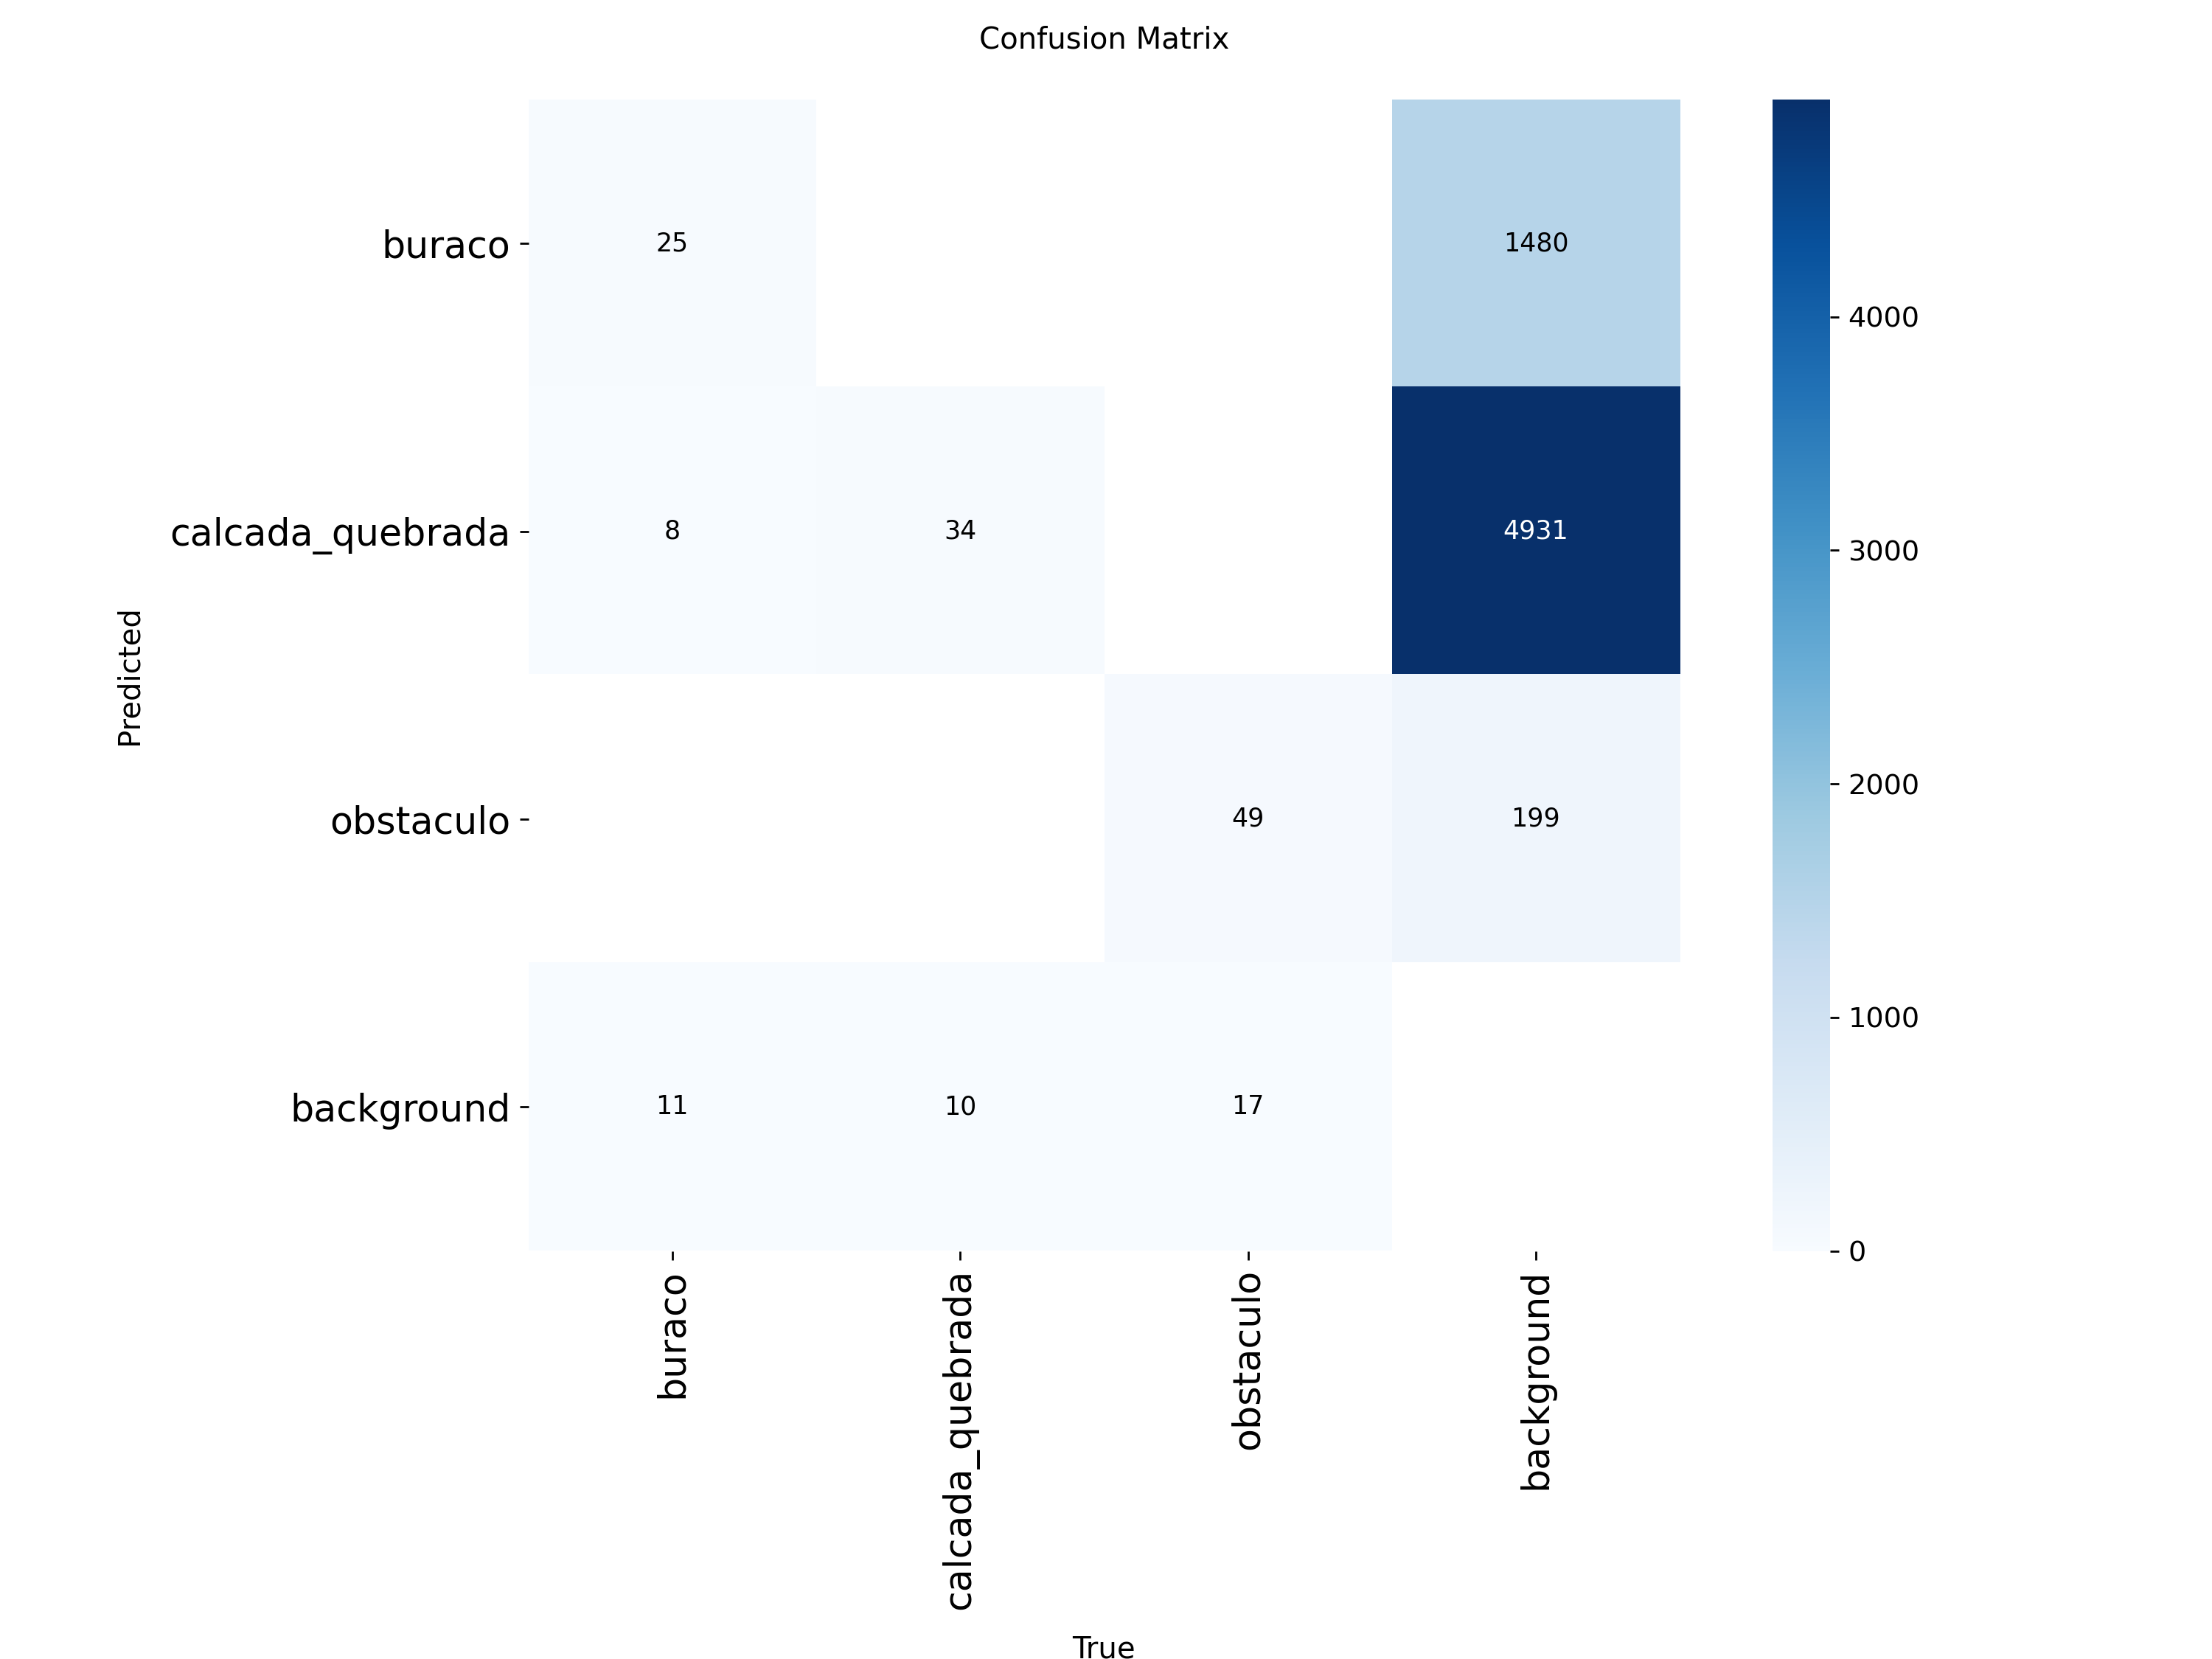 Confusion Matrix
buraco
25
1480
calcada_quebrada
8
34
4931
obstaculo
49
199
background
11
10
17
Predicted
buraco
calcada_quebrada
obstaculo
background
True
4000
3000
2000
1000
0